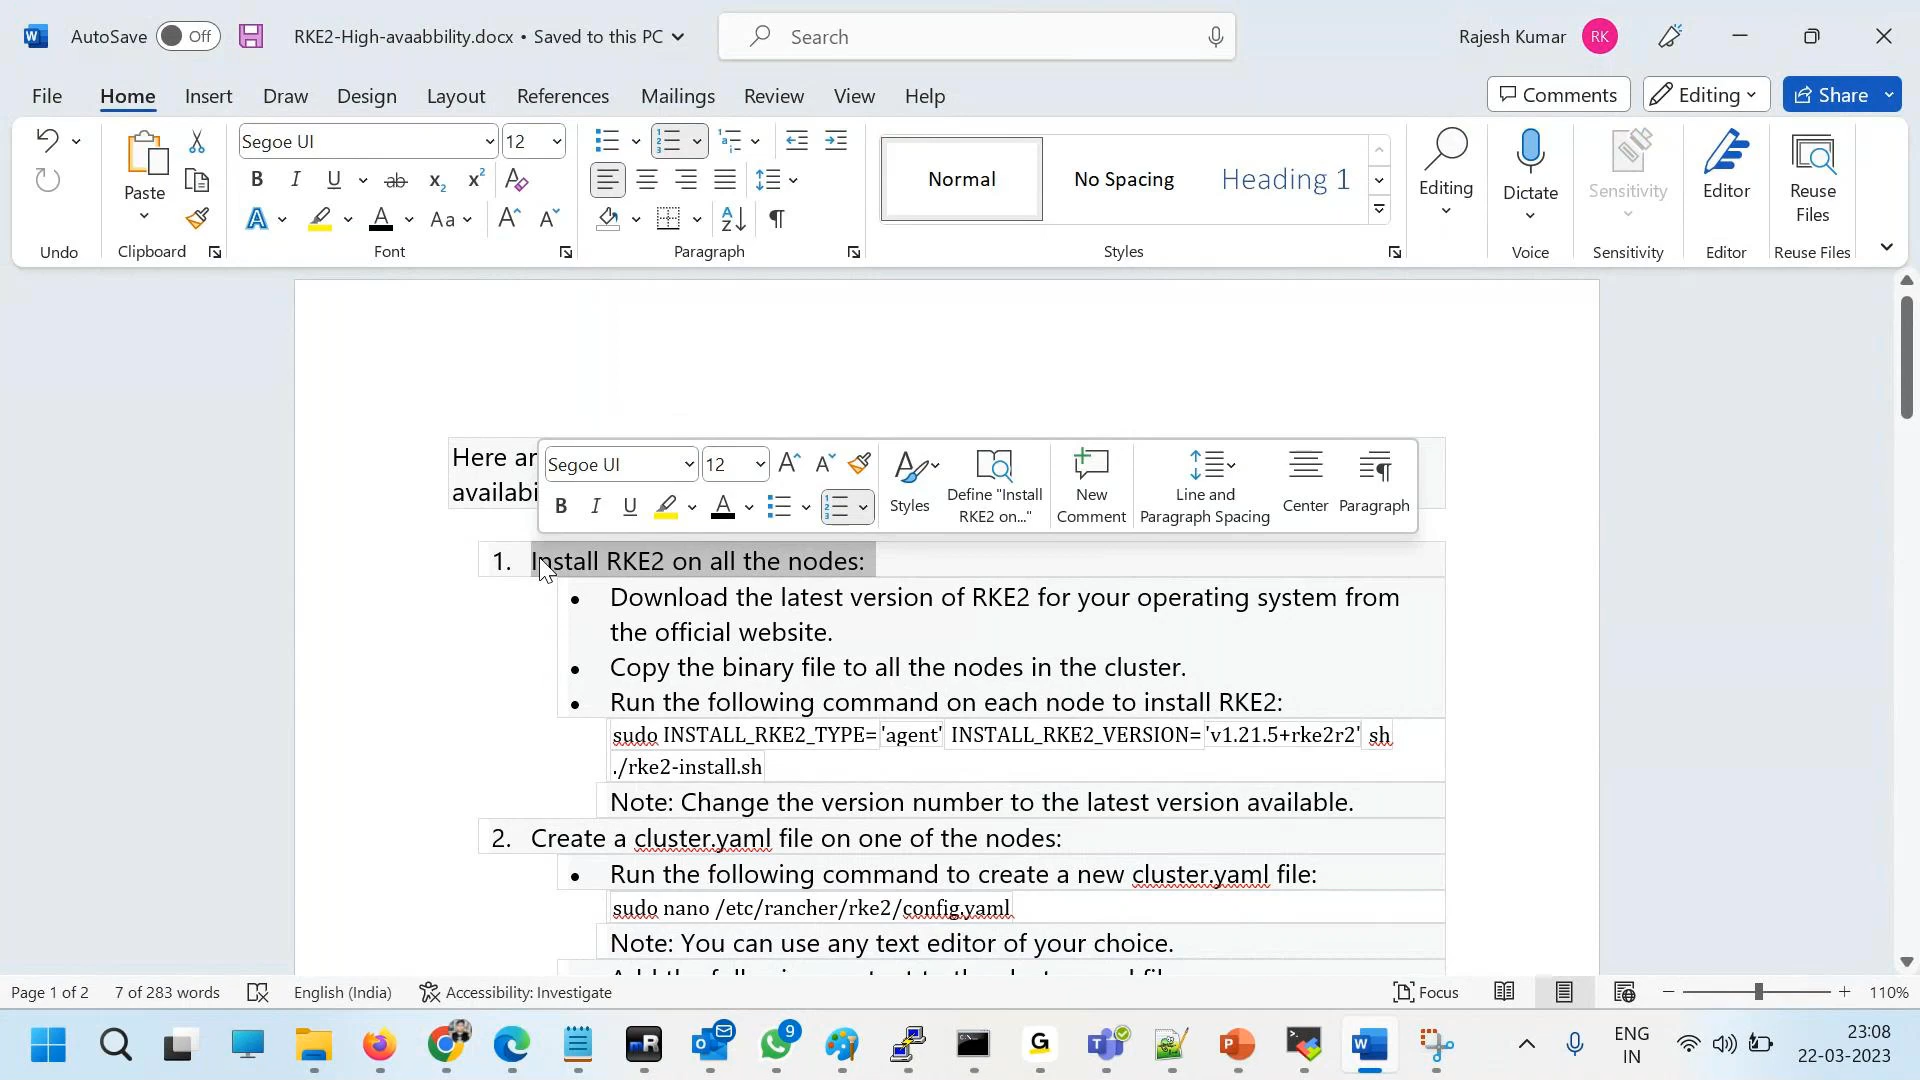 AutoSave Off RKE2-High-avaabbility.docx • Saved to this PC Search Rajesh Kumar RK
File Home Insert Draw Design Layout References Mailings Review View Help Comments Editing Share
Segoe UI 12
Paste Normal No Spacing Heading 1 Editing Dictate Sensitivity Editor Reuse Files
Undo Clipboard Font Paragraph Styles Voice Sensitivity Editor Reuse Files
Here ar
availabi
Segoe UI 12
Styles Define "Install RKE2 on..." New Comment Line and Paragraph Spacing Center Paragraph
1. Install RKE2 on all the nodes:
• Download the latest version of RKE2 for your operating system from
the official website.
• Copy the binary file to all the nodes in the cluster.
• Run the following command on each node to install RKE2:
sudo INSTALL_RKE2_TYPE='agent' INSTALL_RKE2_VERSION='v1.21.5+rke2r2' sh
./rke2-install.sh
Note: Change the version number to the latest version available.
2. Create a cluster.yaml file on one of the nodes:
• Run the following command to create a new cluster.yaml file:
sudo nano /etc/rancher/rke2/config.yaml
Note: You can use any text editor of your choice.
Page 1 of 2 7 of 283 words English (India) Accessibility: Investigate Focus 110%
9 ENG 23:08
IN 22-03-2023